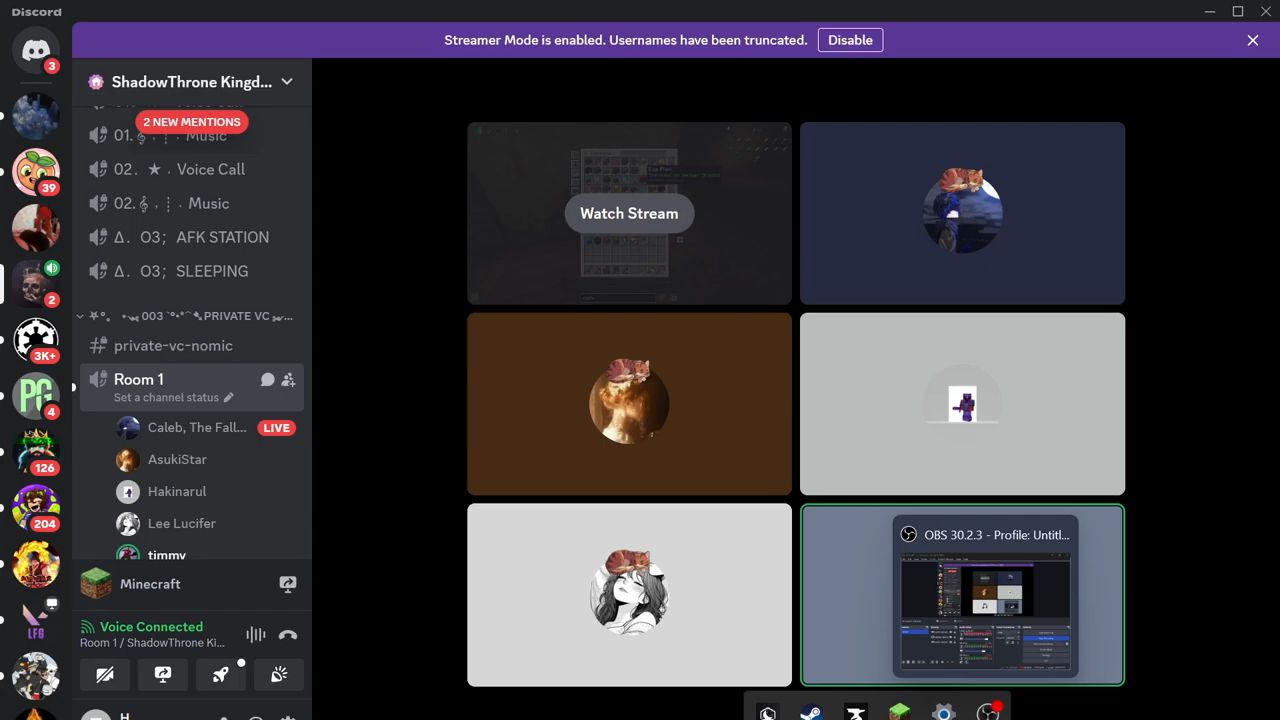 Discord
Streamer Mode is enabled. Usernames have been truncated.
Disable
ShadowThrone Kingd...
2 NEW MENTIONS
01. Music
02. ★ . Voice Call
02. Music
Δ. O3; AFK STATION
Δ. O3; SLEEPING
003 PRIVATE VC
private-vc-nomic
Room 1
Set a channel status
Caleb, The Fall...
LIVE
AsukiStar
Hakinarul
Lee Lucifer
timmy
Minecraft
Voice Connected
Room 1 / ShadowThrone Ki...
3
39
2
3K+
PG
4
126
204
LFG
Watch Stream
OBS 30.2.3 - Profile: Untitl...